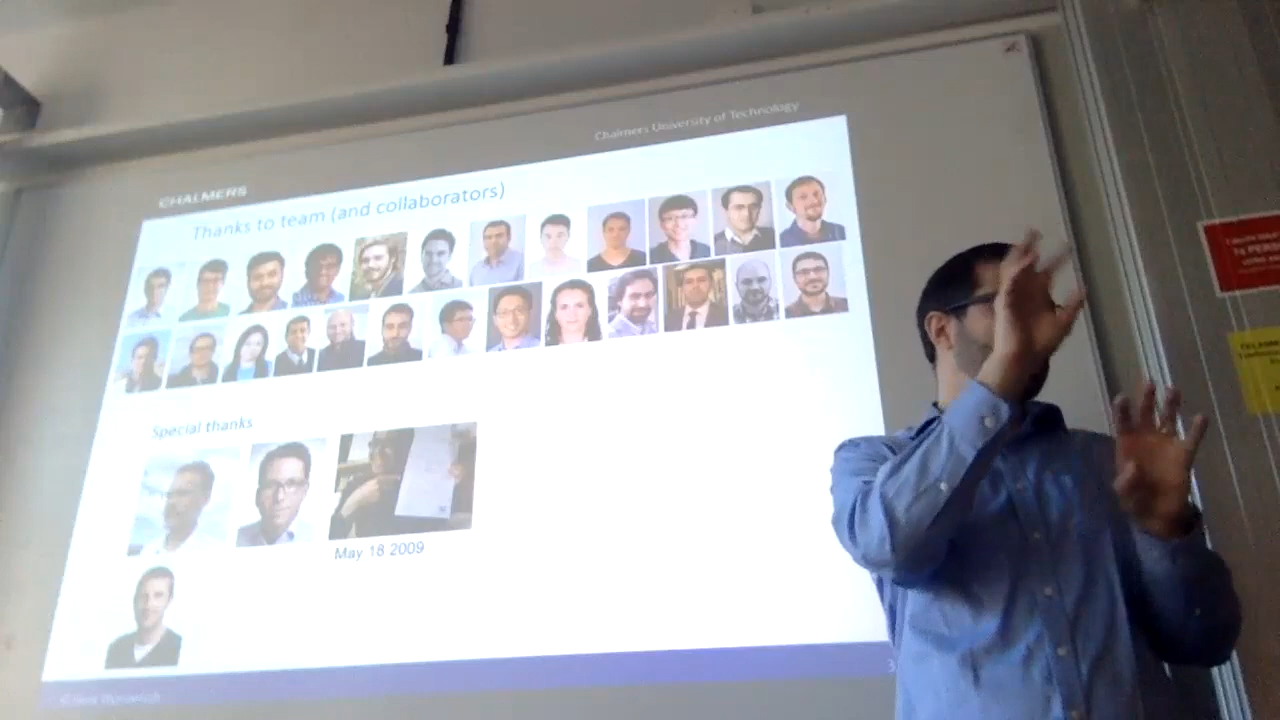 Chalmers University of Technology
CHALMERS
Thanks to team (and collaborators)
Special thanks
May 18 2009